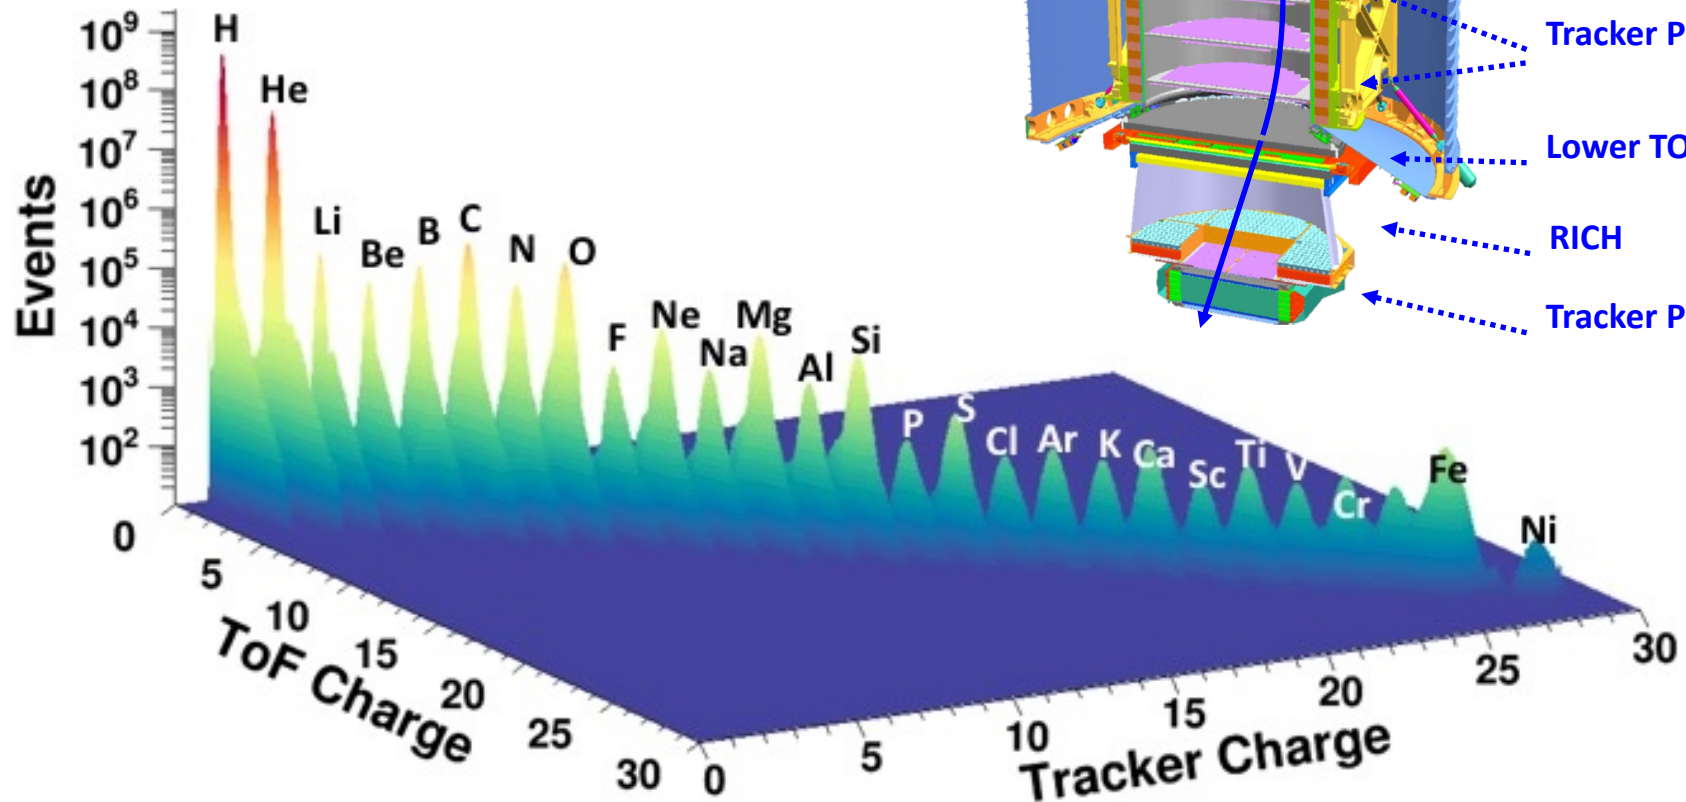 Events
10⁹
10⁸
10⁷
10⁶
10⁵
10⁴
10³
10²
H
He
Li
Be
B
C
N
O
F
Ne
Na
Mg
Al
Si
P
S
Cl
Ar
K
Ca
Sc
Ti
V
Cr
Fe
Ni
0
5
10
15
20
25
30
ToF Charge
0
5
10
15
20
25
30
Tracker Charge
Tracker P
Lower TO
RICH
Tracker P